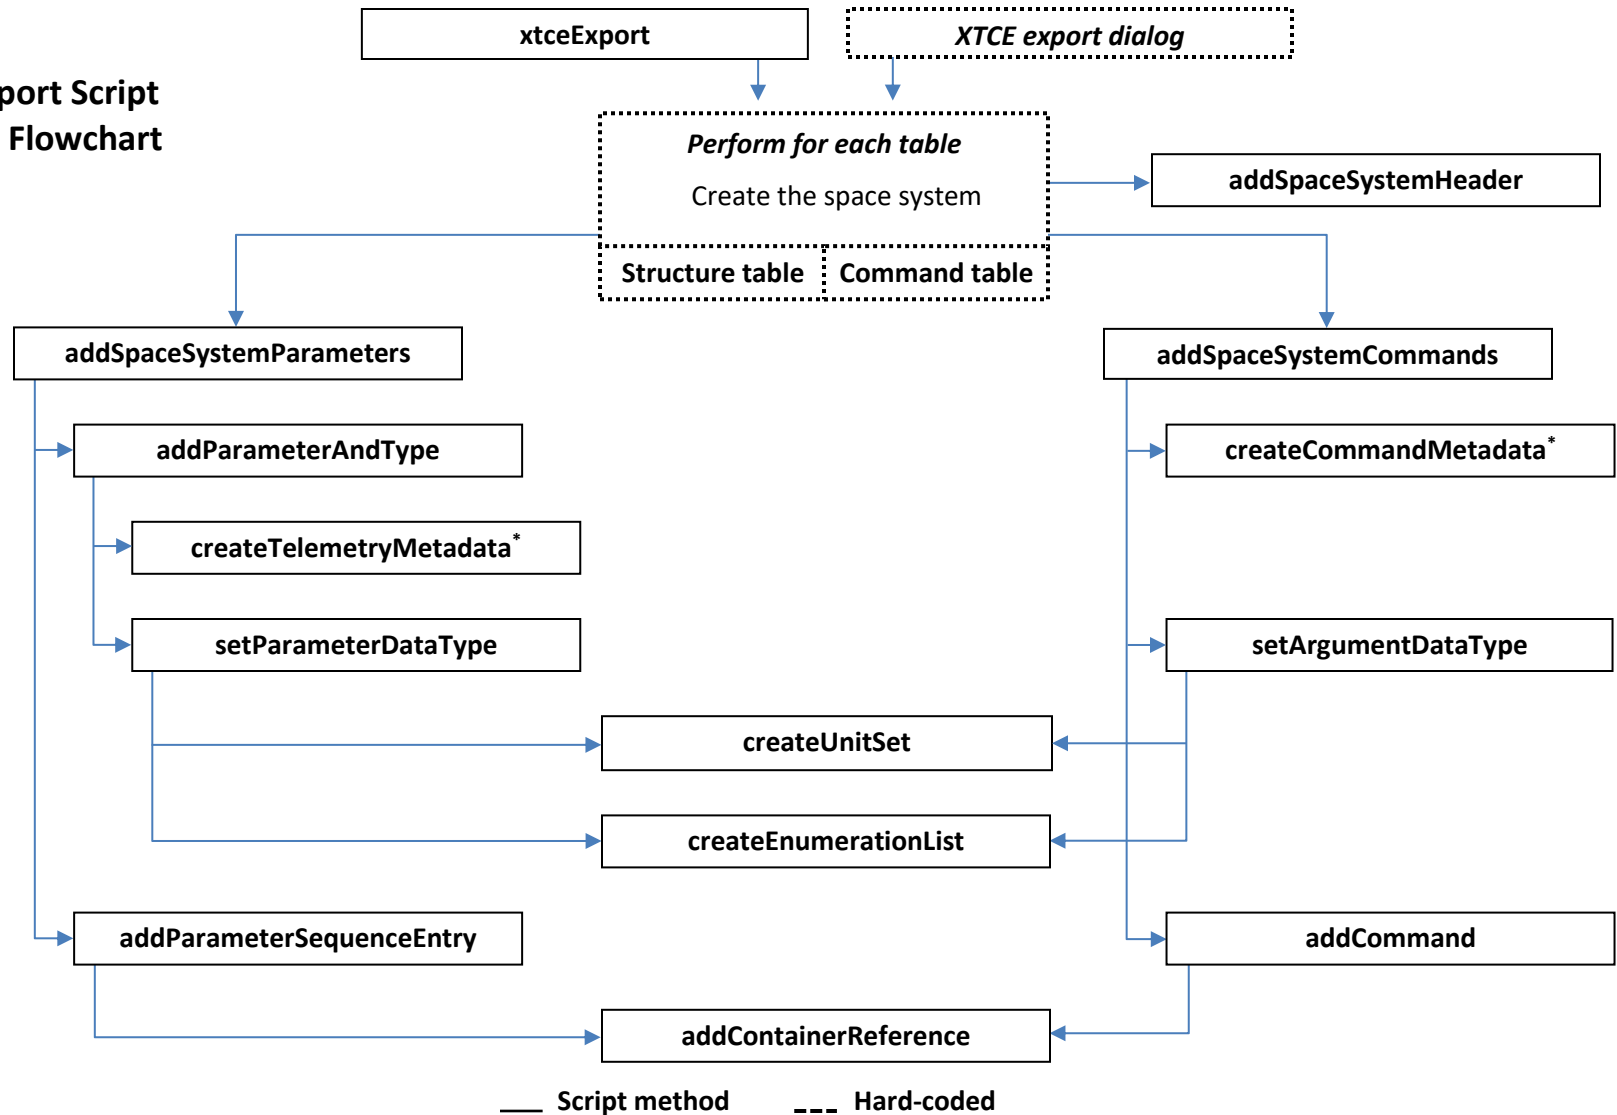 xtceExport
XTCE export dialog
port Script
Flowchart
Perform for each table
Create the space system
addSpaceSystemHeader
Structure table
Command table
addSpaceSystemParameters
addSpaceSystemCommands
addParameterAndType
createCommandMetadata*
createTelemetryMetadata*
setParameterDataType
setArgumentDataType
createUnitSet
createEnumerationList
addParameterSequenceEntry
addCommand
addContainerReference
Script method
Hard-coded